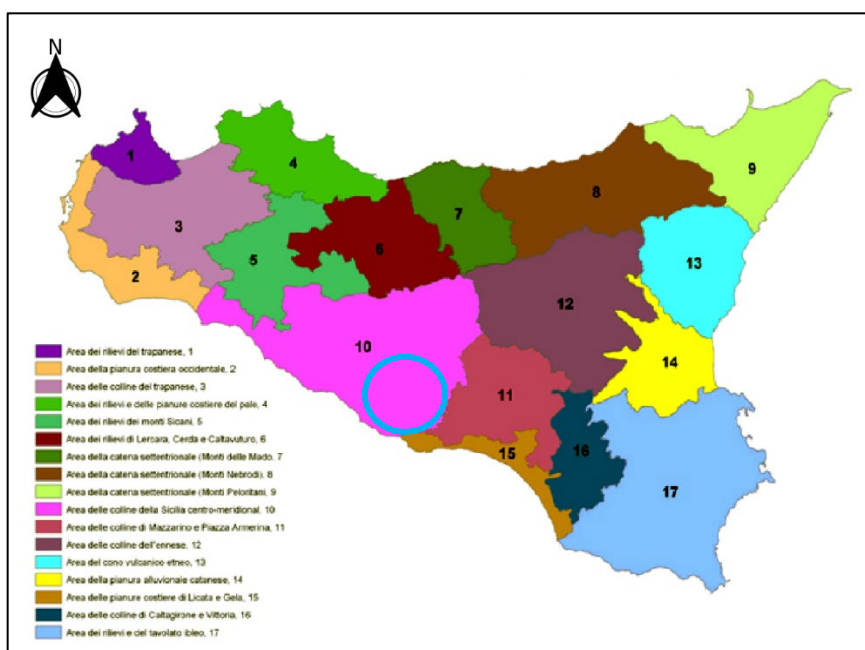 N
1
2
3
4
5
6
7
8
9
10
11
12
13
14
15
16
17
Area dei rilievi del trapanese, 1
Area della pianura costiera occidentale, 2
Area delle colline del trapanese, 3
Area dei rilievi e delle pianure costiere del pale, 4
Area dei rilievi dei monti Sicani, 5
Area dei rilievi di Lercara, Cerda e Caltavuturo, 6
Area della catena settentrionale (Monti delle Mado, 7
Area della catena settentrionale (Monti Nebrodi), 8
Area della catena settentrionale (Monti Peloritani), 9
Area delle colline della Sicilia centro-meridional, 10
Area delle colline di Mazzarino e Piazza Armerina, 11
Area delle colline dell'ennese, 12
Area del cono vulcanico etneo, 13
Area della pianura alluvionale catanese, 14
Area delle pianure costiere di Licata e Gela, 15
Area delle colline di Caltagirone e Vittoria, 16
Area dei rilievi e del tavolato ibleo, 17